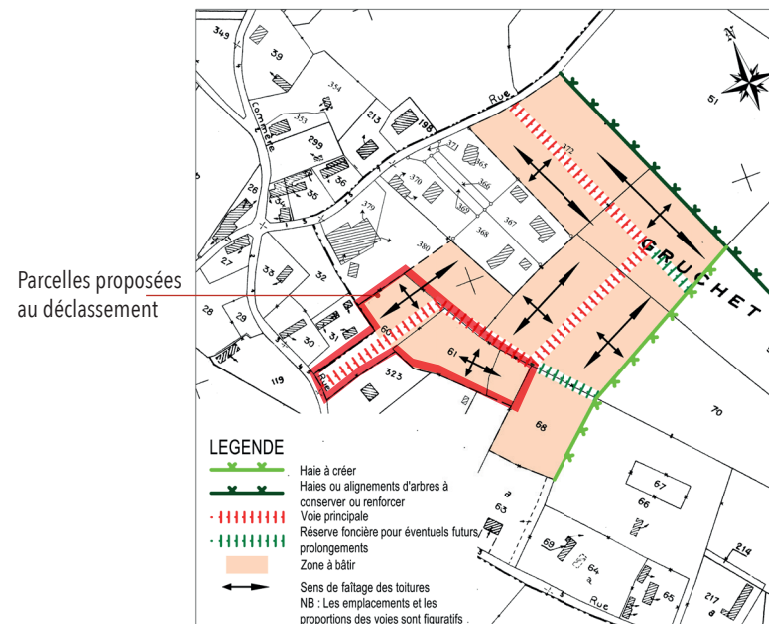 349
39
51
Rue
354
353
213
198
Commère
299
371
365
372
36
35
370
366
26
34
379
369
367
368
GRUCHET
27
33
32
380
Parcelles proposées
au déclassement
28
29
30
31
60
61
119
Rue
323
70
68
LEGENDE
Haie à créer
Haies ou alignements d'arbres à
conserver ou renforcer
Voie principale
Réserve foncière pour éventuels futurs
prolongements
Zone à bâtir
Sens de faîtage des toitures
NB : Les emplacements et les
proportions des voies sont figuratifs
a
63
67
66
69
64
a
65
214
217
a
Rue